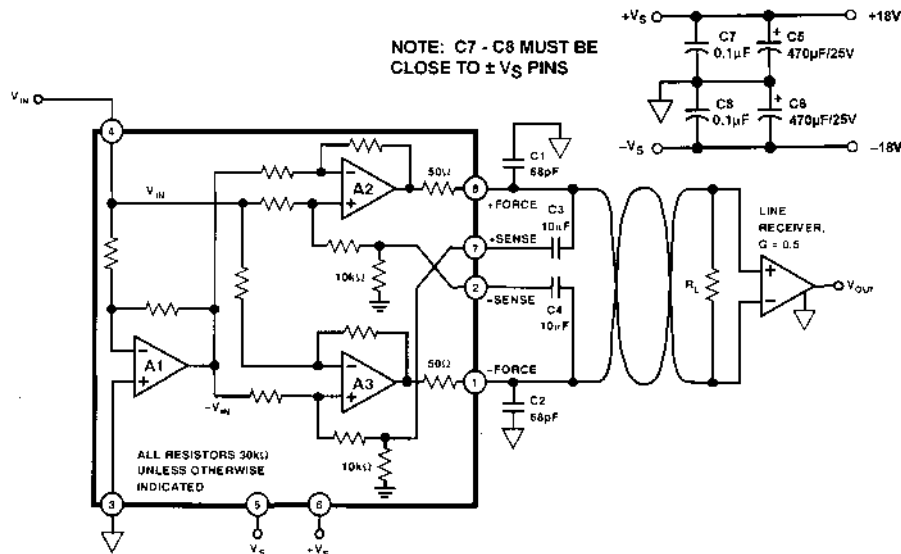 NOTE: C7 - C8 MUST BE
CLOSE TO ± VS PINS
+VS
+18V
C7
0.1µF
+
C5
470µF/25V
C8
0.1µF
+
C6
470µF/25V
–VS
–18V
VIN
4
VIN
A2
50Ω
8
+FORCE
C1
68pF
C3
10µF
7
+SENSE
10kΩ
2
–SENSE
C4
10µF
LINE
RECEIVER,
G = 0.5
RL
VOUT
A1
–VIN
A3
50Ω
1
–FORCE
C2
68pF
10kΩ
ALL RESISTORS 30kΩ
UNLESS OTHERWISE
INDICATED
3
5
6
–VS
+VS